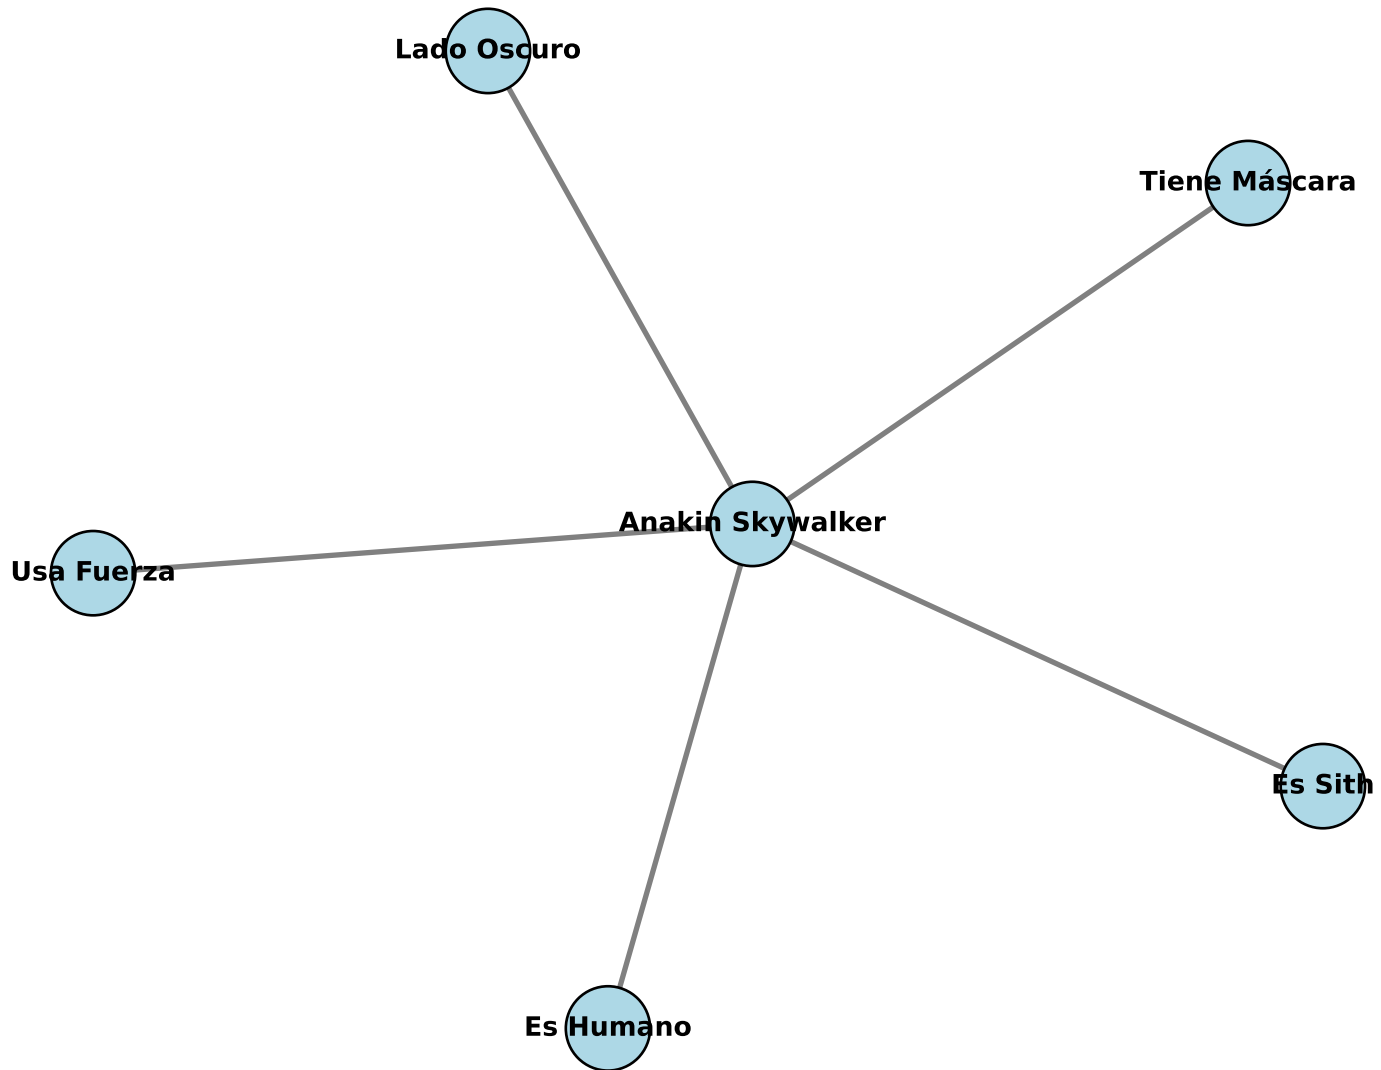 Lado Oscuro
Tiene Máscara
Anakin Skywalker
Usa Fuerza
Es Sith
Es Humano